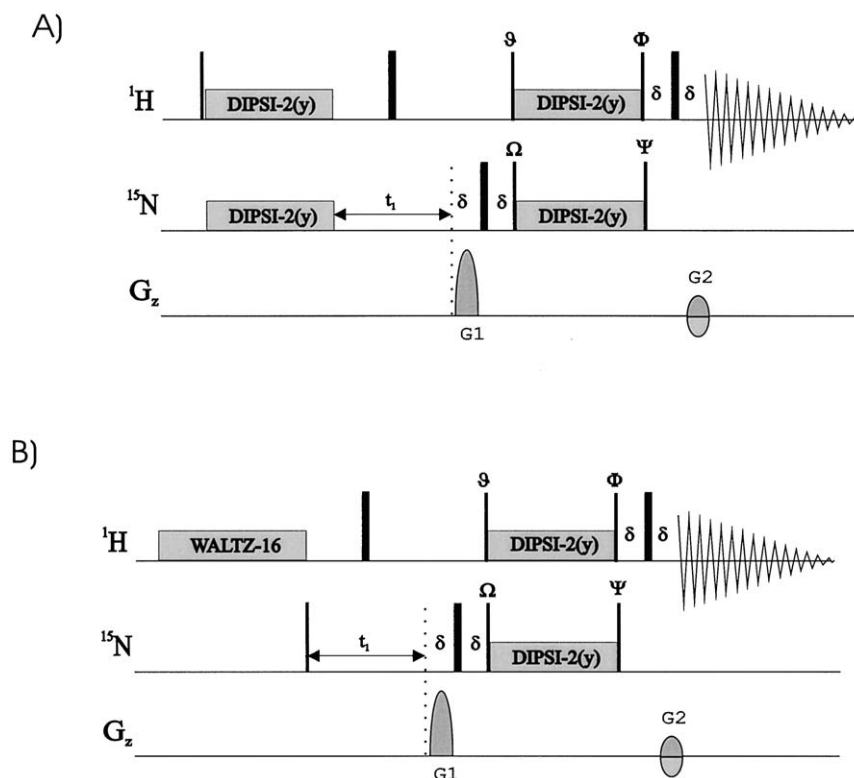 A)
ϑ Φ
¹H DIPSI-2(y) DIPSI-2(y) δ δ
Ω Ψ
¹⁵N DIPSI-2(y) t₁ δ δ DIPSI-2(y)
G2
G_z
G1
B)
ϑ Φ
¹H WALTZ-16 DIPSI-2(y) δ δ
Ω Ψ
¹⁵N t₁ δ δ DIPSI-2(y)
G2
G_z
G1